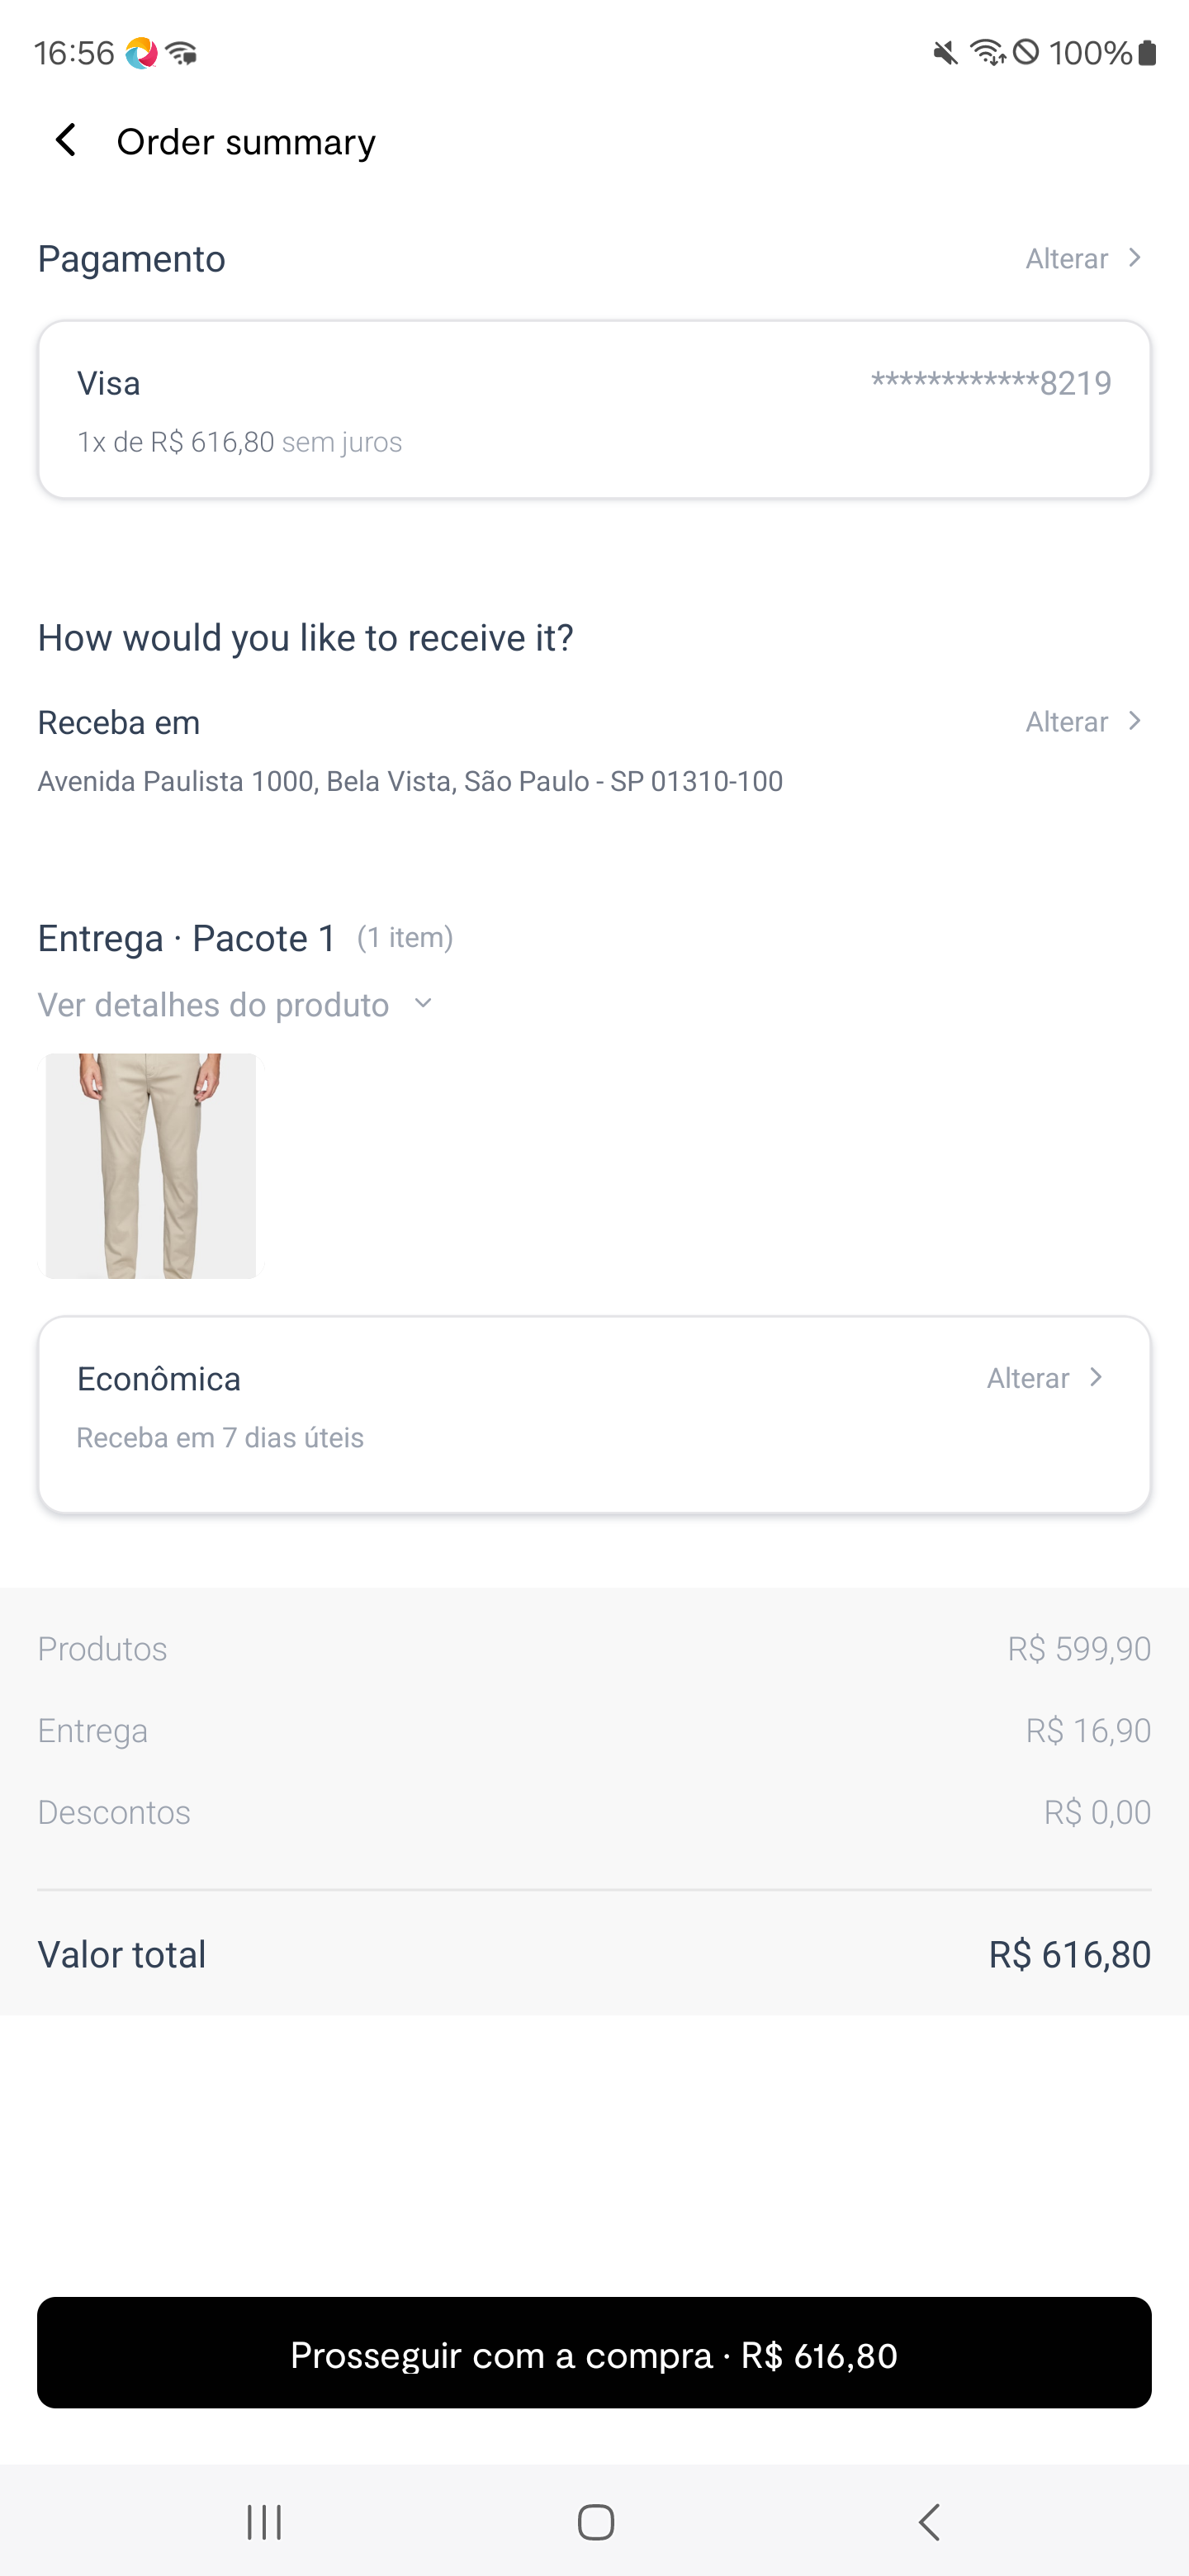 16:56 100%
Order summary
Pagamento Alterar
Visa ************8219
1x de R$ 616,80 sem juros
How would you like to receive it?
Receba em Alterar
Avenida Paulista 1000, Bela Vista, São Paulo - SP 01310-100
Entrega · Pacote 1 (1 item)
Ver detalhes do produto
Econômica Alterar
Receba em 7 dias úteis
Produtos R$ 599,90
Entrega R$ 16,90
Descontos R$ 0,00
Valor total R$ 616,80
Prosseguir com a compra · R$ 616,80